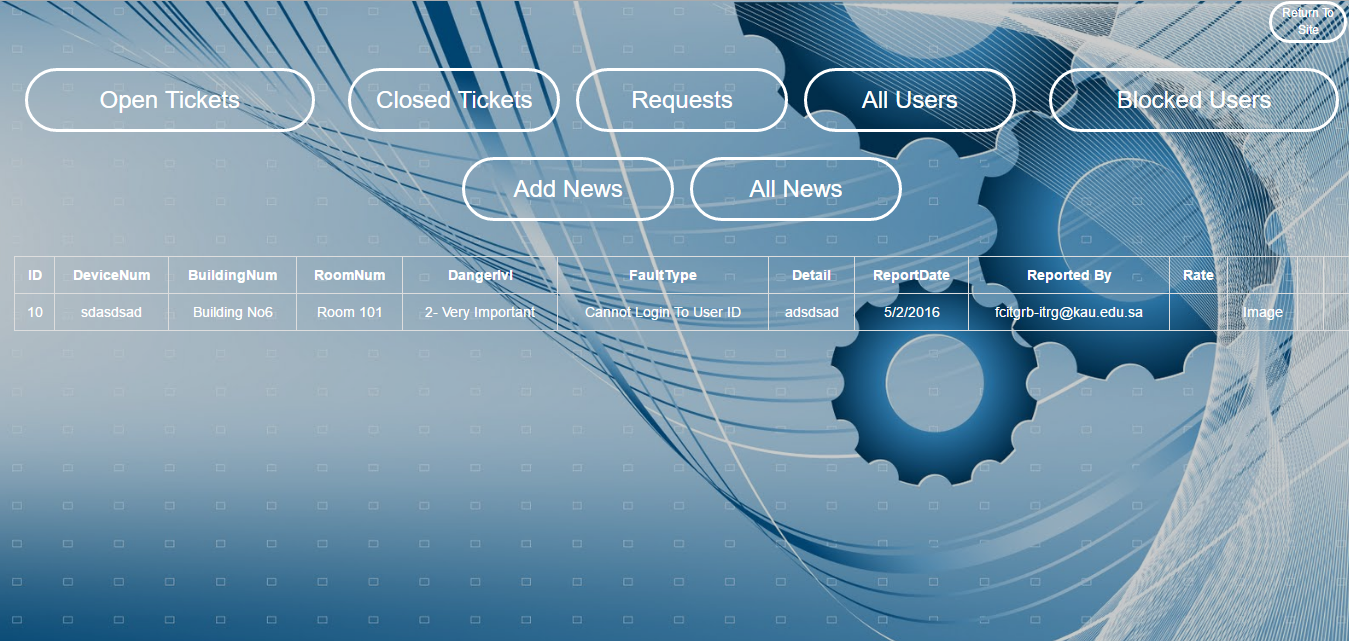 Return To
Site
Open Tickets Closed Tickets Requests All Users Blocked Users
Add News All News
ID DeviceNum BuildingNum RoomNum Dangerlvl FaultType Detail ReportDate Reported By Rate
10 sdasdsad Building No6 Room 101 2- Very Important Cannot Login To User ID adsdsad 5/2/2016 fcitgrb-itrg@kau.edu.sa Image